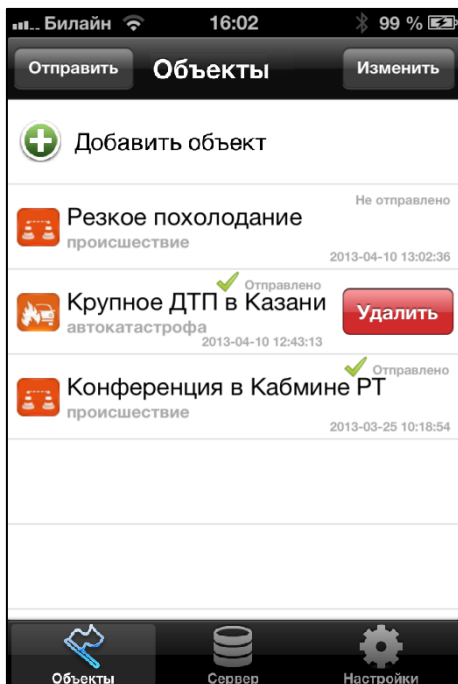 Билайн 16:02 99 %
Отправить Объекты Изменить
Добавить объект
Не отправлено
Резкое похолодание
происшествие
2013-04-10 13:02:36
Отправлено
Крупное ДТП в Казани
Удалить
автокатастрофа
2013-04-10 12:43:13
Отправлено
Конференция в Кабмине РТ
происшествие
2013-03-25 10:18:54
Объекты Сервер Настройки